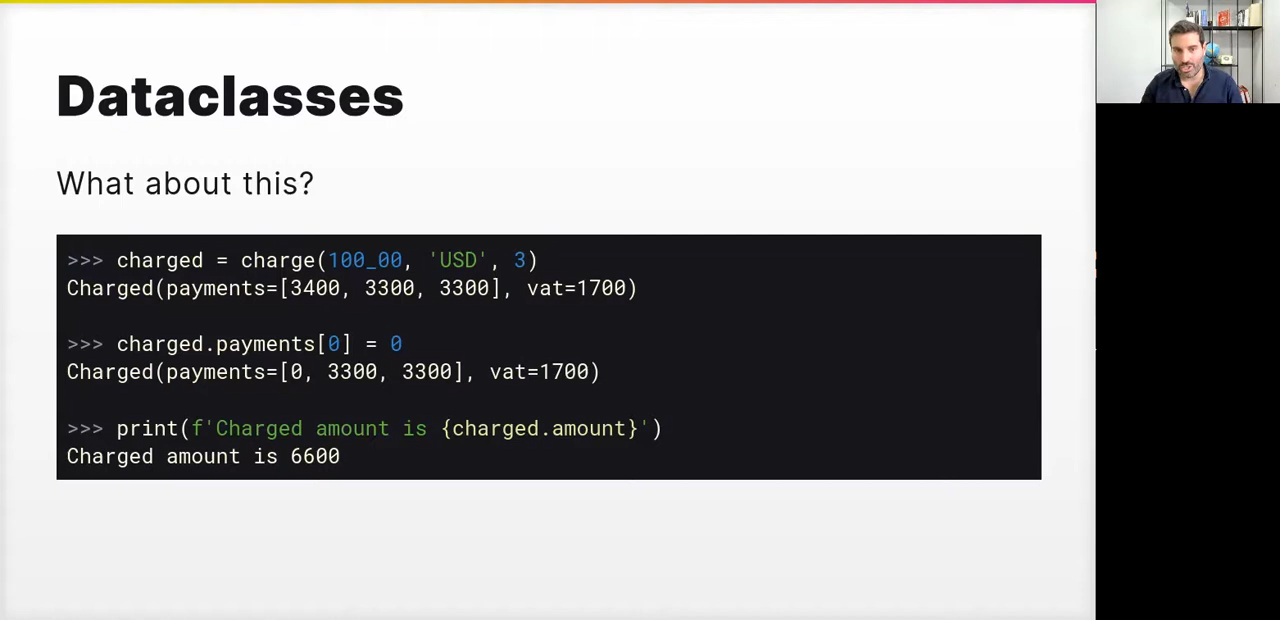 Dataclasses
What about this?
>>> charged = charge(100_00, 'USD', 3)
Charged(payments=[3400, 3300, 3300], vat=1700)
>>> charged.payments[0] = 0
Charged(payments=[0, 3300, 3300], vat=1700)
>>> print(f'Charged amount is {charged.amount}')
Charged amount is 6600